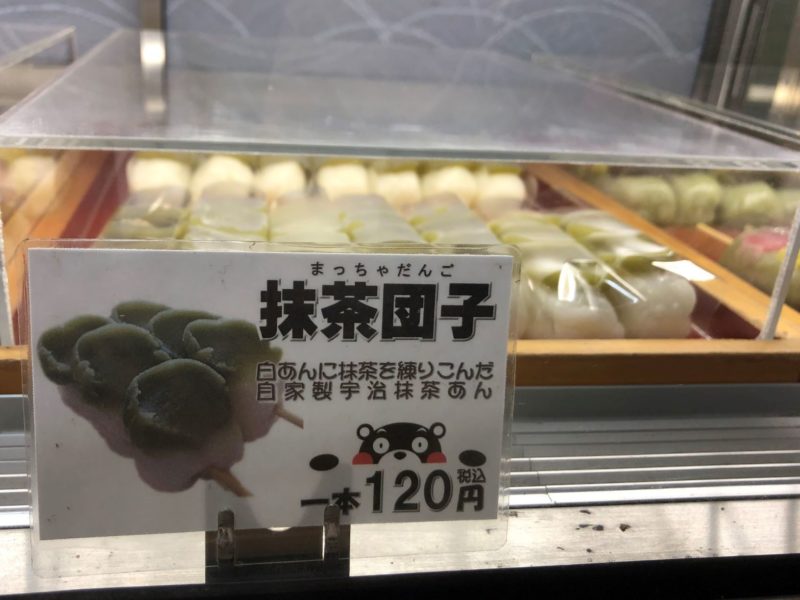 まっちゃだんご
抹茶団子
白あんに抹茶を練りこんだ
自家製宇治抹茶あん
一本120税込円